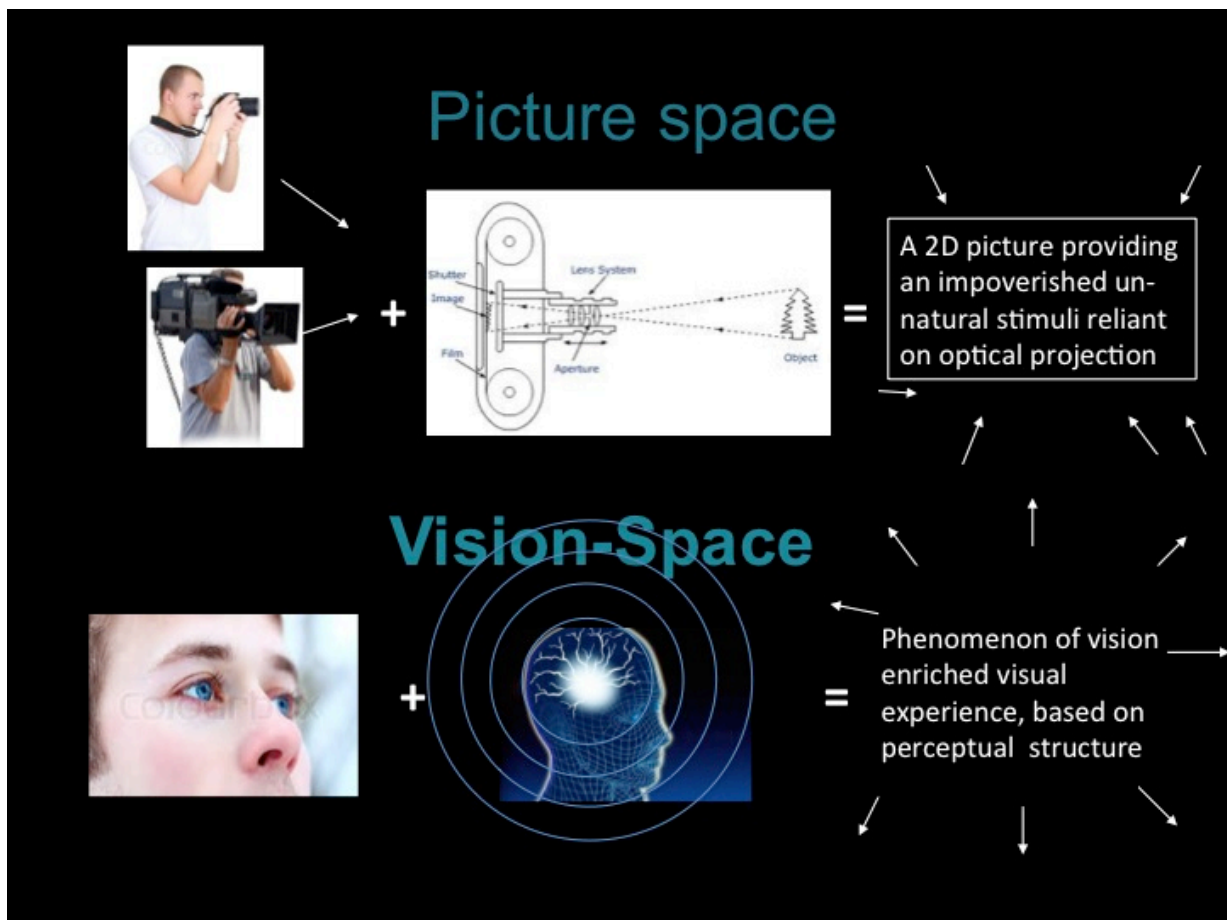 Picture space
Shutter
Image
Film
Lens System
Aperture
Object
+
=
A 2D picture providing
an impoverished un-
natural stimuli reliant
on optical projection
Vision-Space
Colourbox
+
=
Phenomenon of vision
enriched visual
experience, based on
perceptual structure